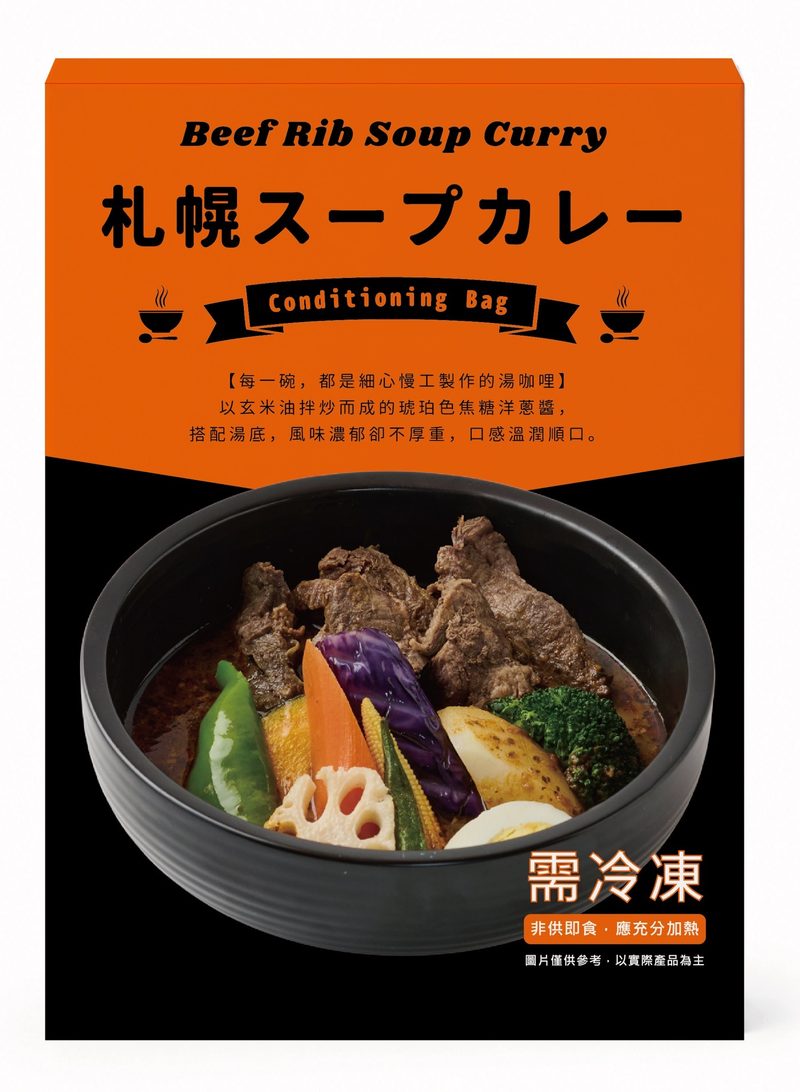 Beef Rib Soup Curry
札幌スープカレー
Conditioning Bag
【每一碗，都是細心慢工製作的湯咖哩】
以玄米油拌炒而成的琥珀色焦糖洋蔥醬，
搭配湯底，風味濃郁卻不厚重，口感溫潤順口。
需冷凍
非供即食．應充分加熱
圖片僅供參考．以實際產品為主